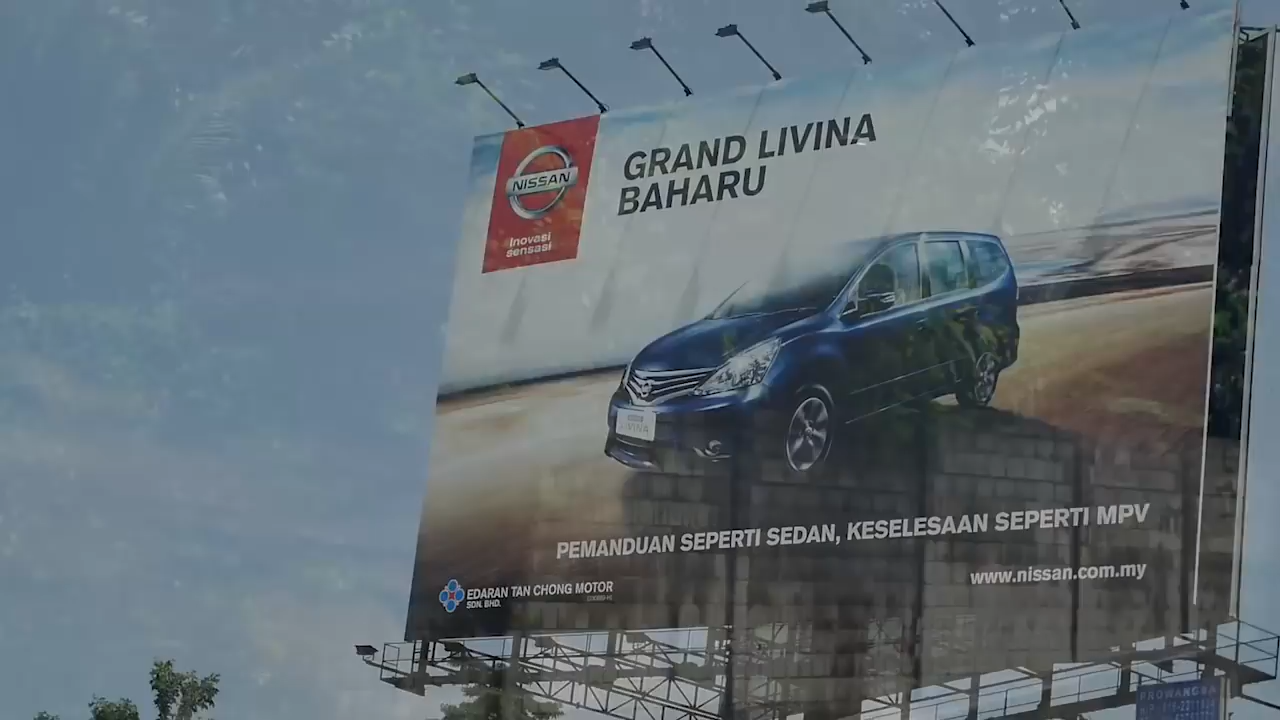 NISSAN
Inovasi
sensasi
GRAND LIVINA
BAHARU
LIVINA
PEMANDUAN SEPERTI SEDAN, KESELESAAN SEPERTI MPV
www.nissan.com.my
EDARAN TAN CHONG MOTOR
SDN. BHD.
PROWANGSA